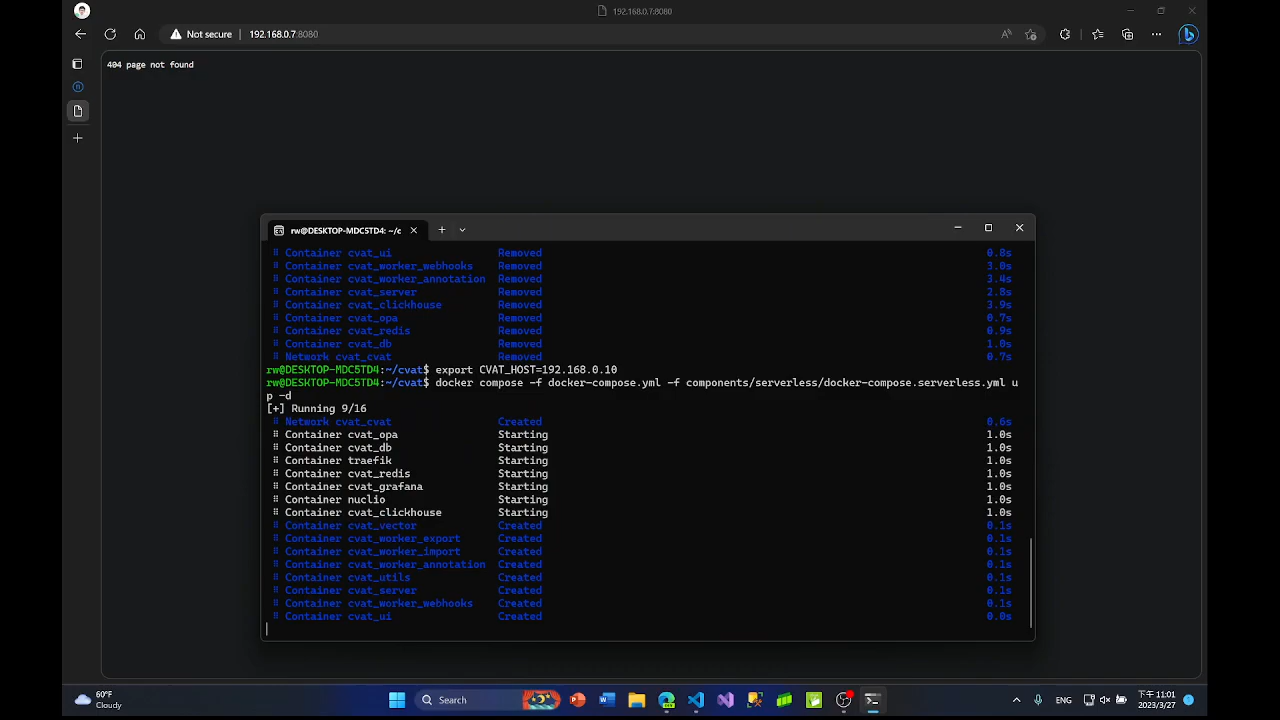 192.168.0.7:8080
Not secure 192.168.0.7:8080
404 page not found
rw@DESKTOP-MDC5TD4: ~/c
⠿ Container cvat_ui Removed 0.8s
⠿ Container cvat_worker_webhooks Removed 3.0s
⠿ Container cvat_worker_annotation Removed 3.4s
⠿ Container cvat_server Removed 2.8s
⠿ Container cvat_clickhouse Removed 3.9s
⠿ Container cvat_opa Removed 0.7s
⠿ Container cvat_redis Removed 0.9s
⠿ Container cvat_db Removed 1.0s
⠿ Network cvat_cvat Removed 0.7s
rw@DESKTOP-MDC5TD4:~/cvat$ export CVAT_HOST=192.168.0.10
rw@DESKTOP-MDC5TD4:~/cvat$ docker compose -f docker-compose.yml -f components/serverless/docker-compose.serverless.yml u
p -d
[+] Running 9/16
⠿ Network cvat_cvat Created 0.6s
⠿ Container cvat_opa Starting 1.0s
⠿ Container cvat_db Starting 1.0s
⠿ Container traefik Starting 1.0s
⠿ Container cvat_redis Starting 1.0s
⠿ Container cvat_grafana Starting 1.0s
⠿ Container nuclio Starting 1.0s
⠿ Container cvat_clickhouse Starting 1.0s
⠿ Container cvat_vector Created 0.1s
⠿ Container cvat_worker_export Created 0.1s
⠿ Container cvat_worker_import Created 0.1s
⠿ Container cvat_worker_annotation Created 0.1s
⠿ Container cvat_utils Created 0.1s
⠿ Container cvat_server Created 0.1s
⠿ Container cvat_worker_webhooks Created 0.1s
⠿ Container cvat_ui Created 0.0s
60°F
Cloudy
Search
ENG
下午 11:01
2023/3/27